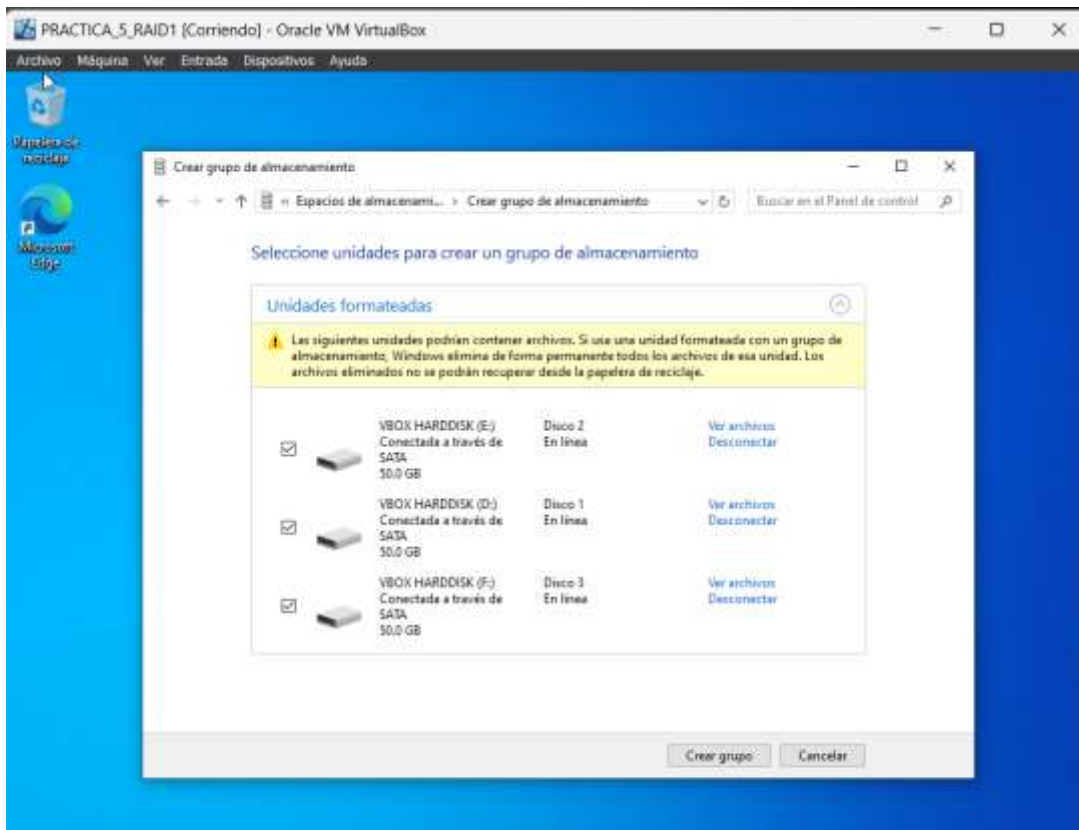 PRACTICA_5_RAID1 [Corriendo] - Oracle VM VirtualBox
Archivo Máquina Ver Entrada Dispositivos Ayuda
Papelera de
reciclaje
Microsoft
Edge
Crear grupo de almacenamiento
« Espacios de almacenami... > Crear grupo de almacenamiento
Buscar en el Panel de control
Seleccione unidades para crear un grupo de almacenamiento
Unidades formateadas
Las siguientes unidades podrían contener archivos. Si usa una unidad formateada con un grupo de
almacenamiento, Windows elimina de forma permanente todos los archivos de esa unidad. Los
archivos eliminados no se podrán recuperar desde la papelera de reciclaje.
VBOX HARDDISK (E:) Disco 2 Ver archivos
Conectada a través de En línea Desconectar
SATA
50,0 GB
VBOX HARDDISK (D:) Disco 1 Ver archivos
Conectada a través de En línea Desconectar
SATA
50,0 GB
VBOX HARDDISK (F:) Disco 3 Ver archivos
Conectada a través de En línea Desconectar
SATA
50,0 GB
Crear grupo Cancelar